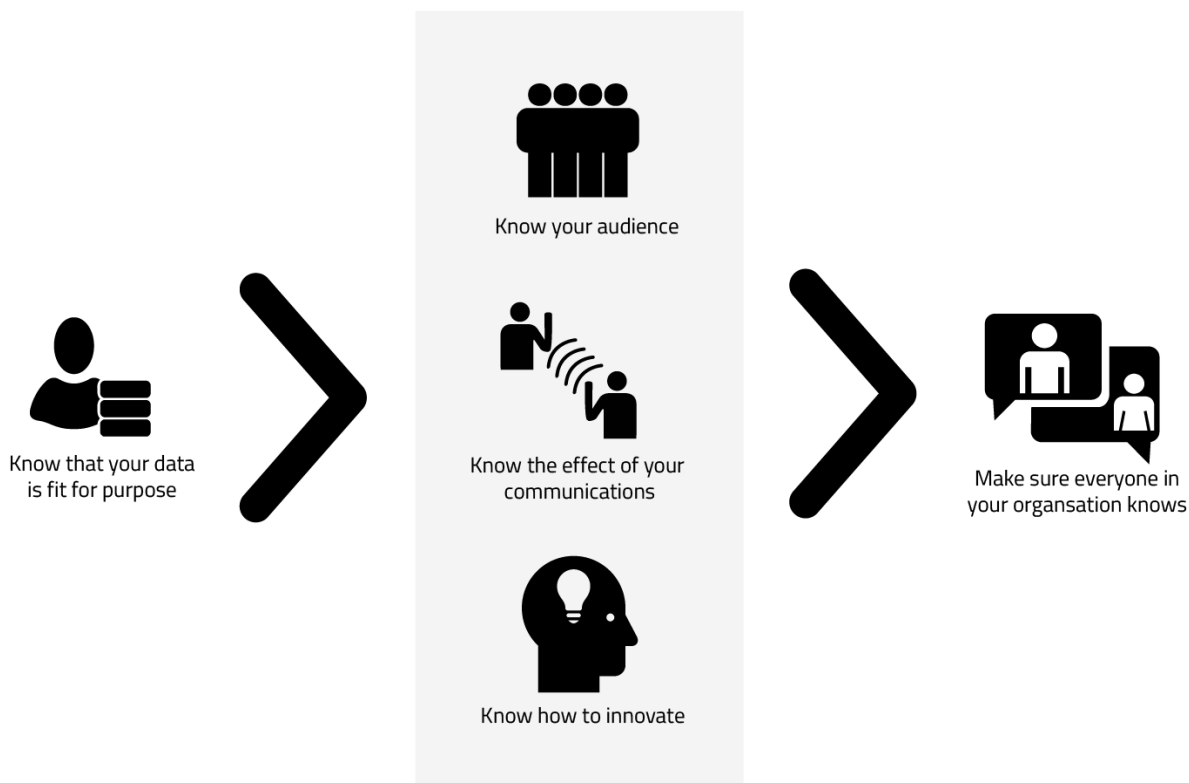 Know that your data
is fit for purpose
Know your audience
Know the effect of your
communications
Know how to innovate
Make sure everyone in
your organsation knows